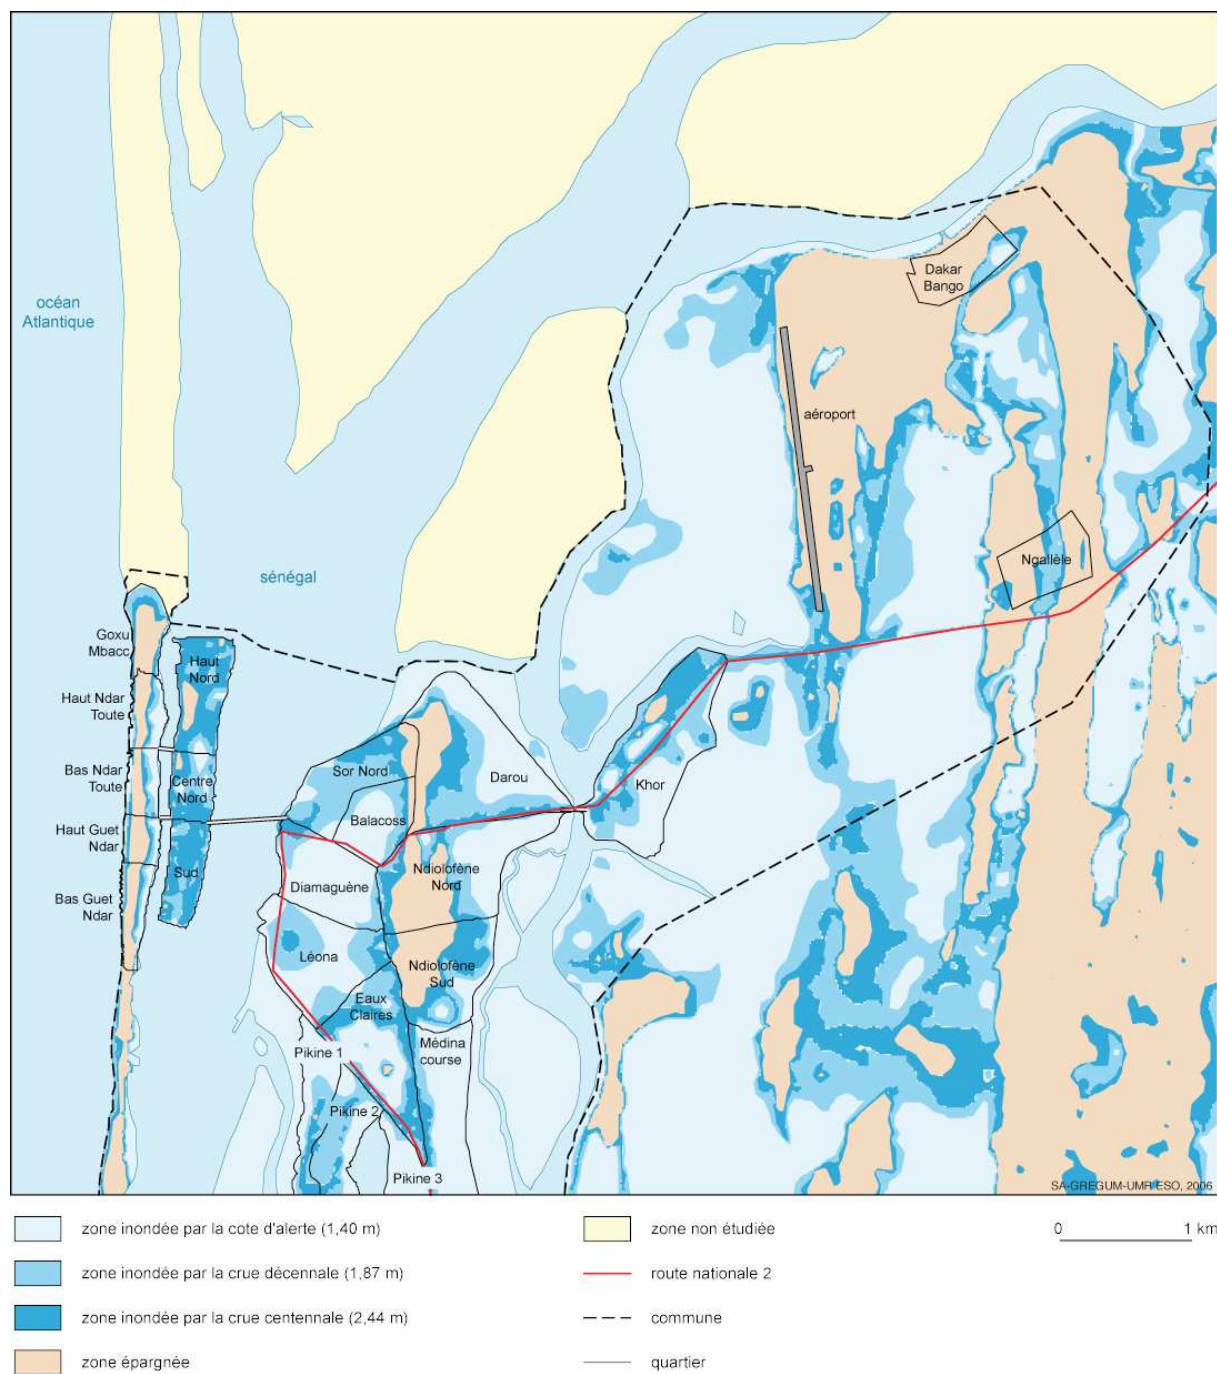 océan
Atlantique
sénégal
Dakar
Bango
aéroport
Ngallèle
Goxu
Mbacc
Haut Ndar
Toute
Bas Ndar
Toute
Haut Guet
Ndar
Bas Guet
Ndar
Haut
Nord
Centre
Nord
Sud
Sor Nord
Darou
Balacoss
Khor
Diamaguène
Ndiolofène
Nord
Léona
Ndiolofène
Sud
Eaux
Claires
Médina
course
Pikine 1
Pikine 2
Pikine 3
SA-GREGUM-UMR ESO, 2006
zone inondée par la cote d'alerte (1,40 m)
zone inondée par la crue décennale (1,87 m)
zone inondée par la crue centennale (2,44 m)
zone épargnée
zone non étudiée
route nationale 2
commune
quartier
0 1 km